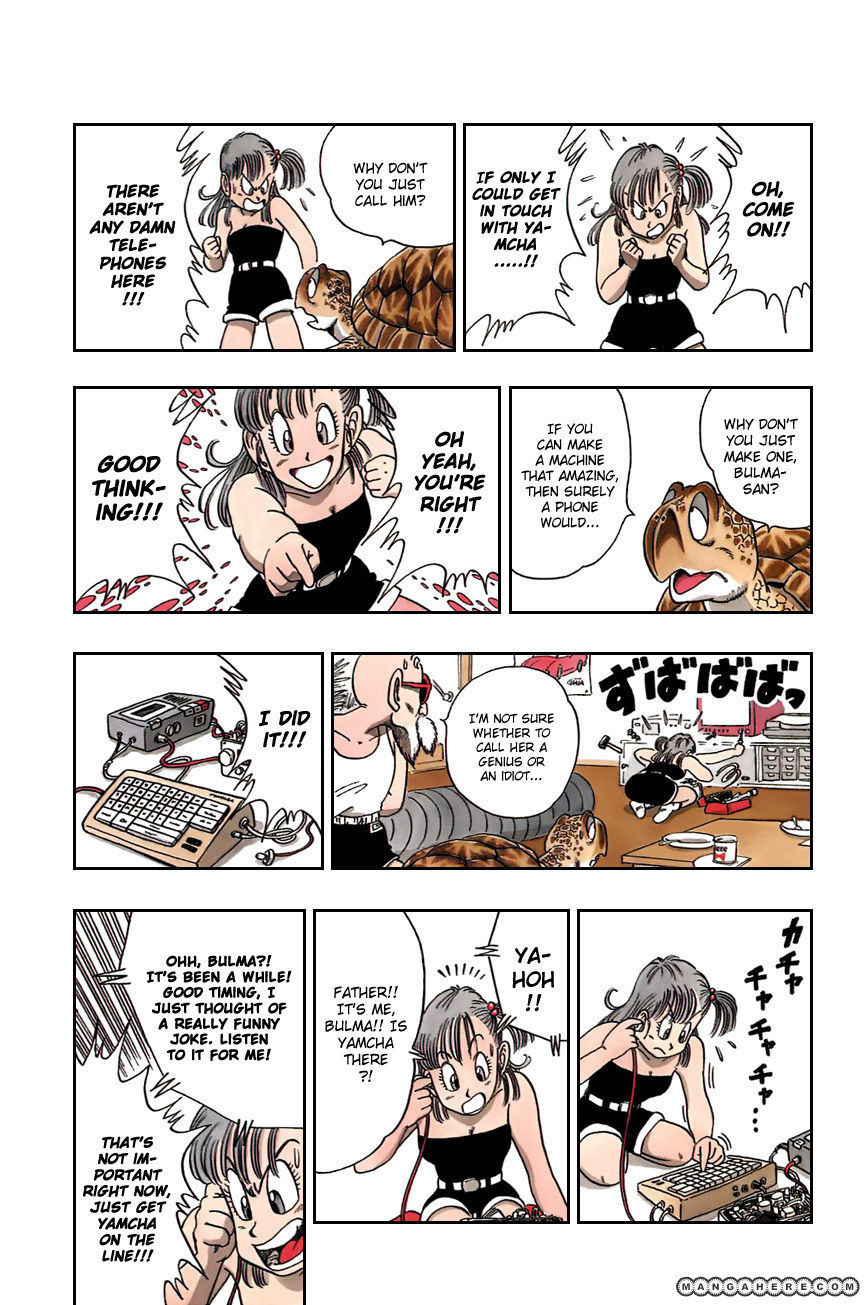 OH,
COME
ON!!
IF ONLY I
COULD GET
IN TOUCH
WITH YA-
MCHA
.....!!
WHY DON'T
YOU JUST
CALL HIM?
THERE
AREN'T
ANY DAMN
TELE-
PHONES
HERE
!!!
WHY DON'T
YOU JUST
MAKE ONE,
BULMA-
SAN?
IF YOU
CAN MAKE
A MACHINE
THAT AMAZING,
THEN SURELY
A PHONE
WOULD...
OH
YEAH,
YOU'RE
RIGHT
!!!
GOOD
THINK-
ING!!!
ずばばばっ
I'M NOT SURE
WHETHER TO
CALL HER A
GENIUS OR
AN IDIOT...
I DID
IT!!!
カチャ
チャ
チャチャ…
YA-
HOH
!!
FATHER!!
IT'S ME,
BULMA!! IS
YAMCHA
THERE
?!
OHH, BULMA?!
IT'S BEEN A WHILE!
GOOD TIMING, I
JUST THOUGHT OF
A REALLY FUNNY
JOKE. LISTEN
TO IT FOR ME!
THAT'S
NOT IM-
PORTANT
RIGHT NOW,
JUST GET
YAMCHA
ON THE
LINE!!!
MANGAHERE.COM